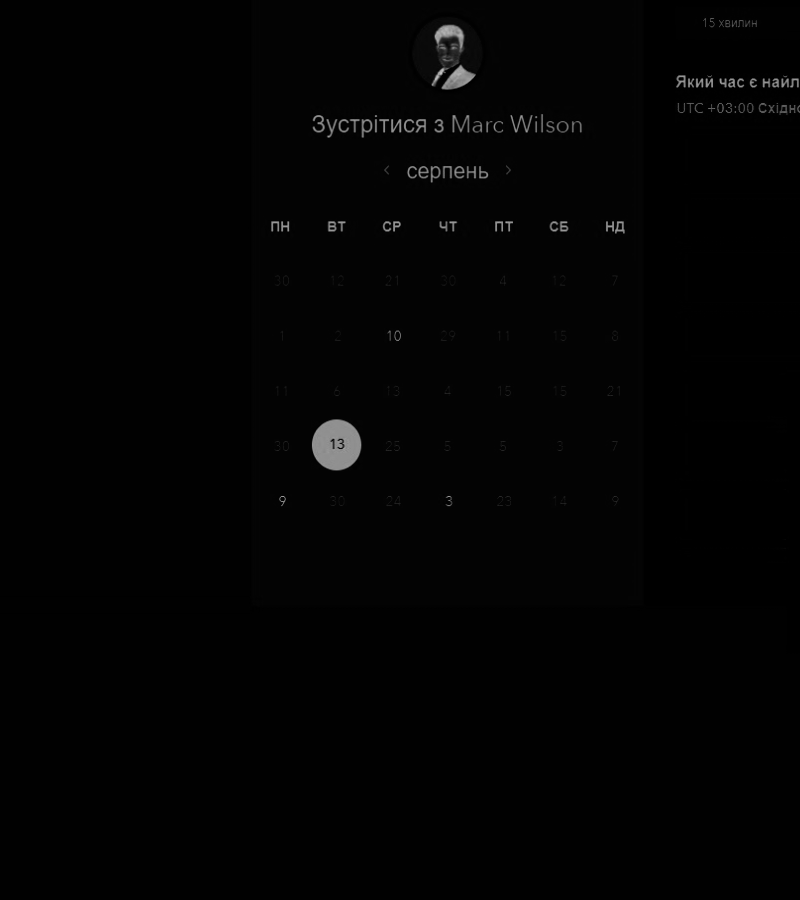 15 хвилин
Який час є найл
UTC +03:00 Східно
Зустрітися з Marc Wilson
серпень
ПН ВТ СР ЧТ ПТ СБ НД
30 12 21 30 4 12 7
1 2 10 29 11 15 8
11 6 13 4 15 15 21
30 13 25 5 5 3 7
9 30 24 3 23 14 9